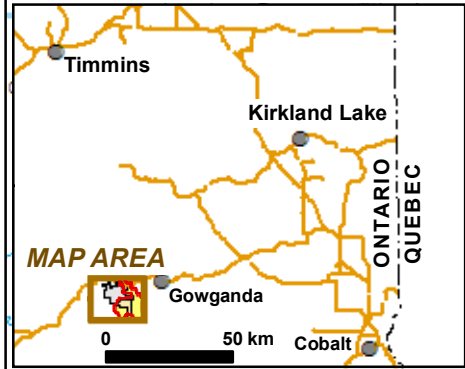 Timmins
Kirkland Lake
ONTARIO
QUEBEC
MAP AREA
Gowganda
0 50 km
Cobalt